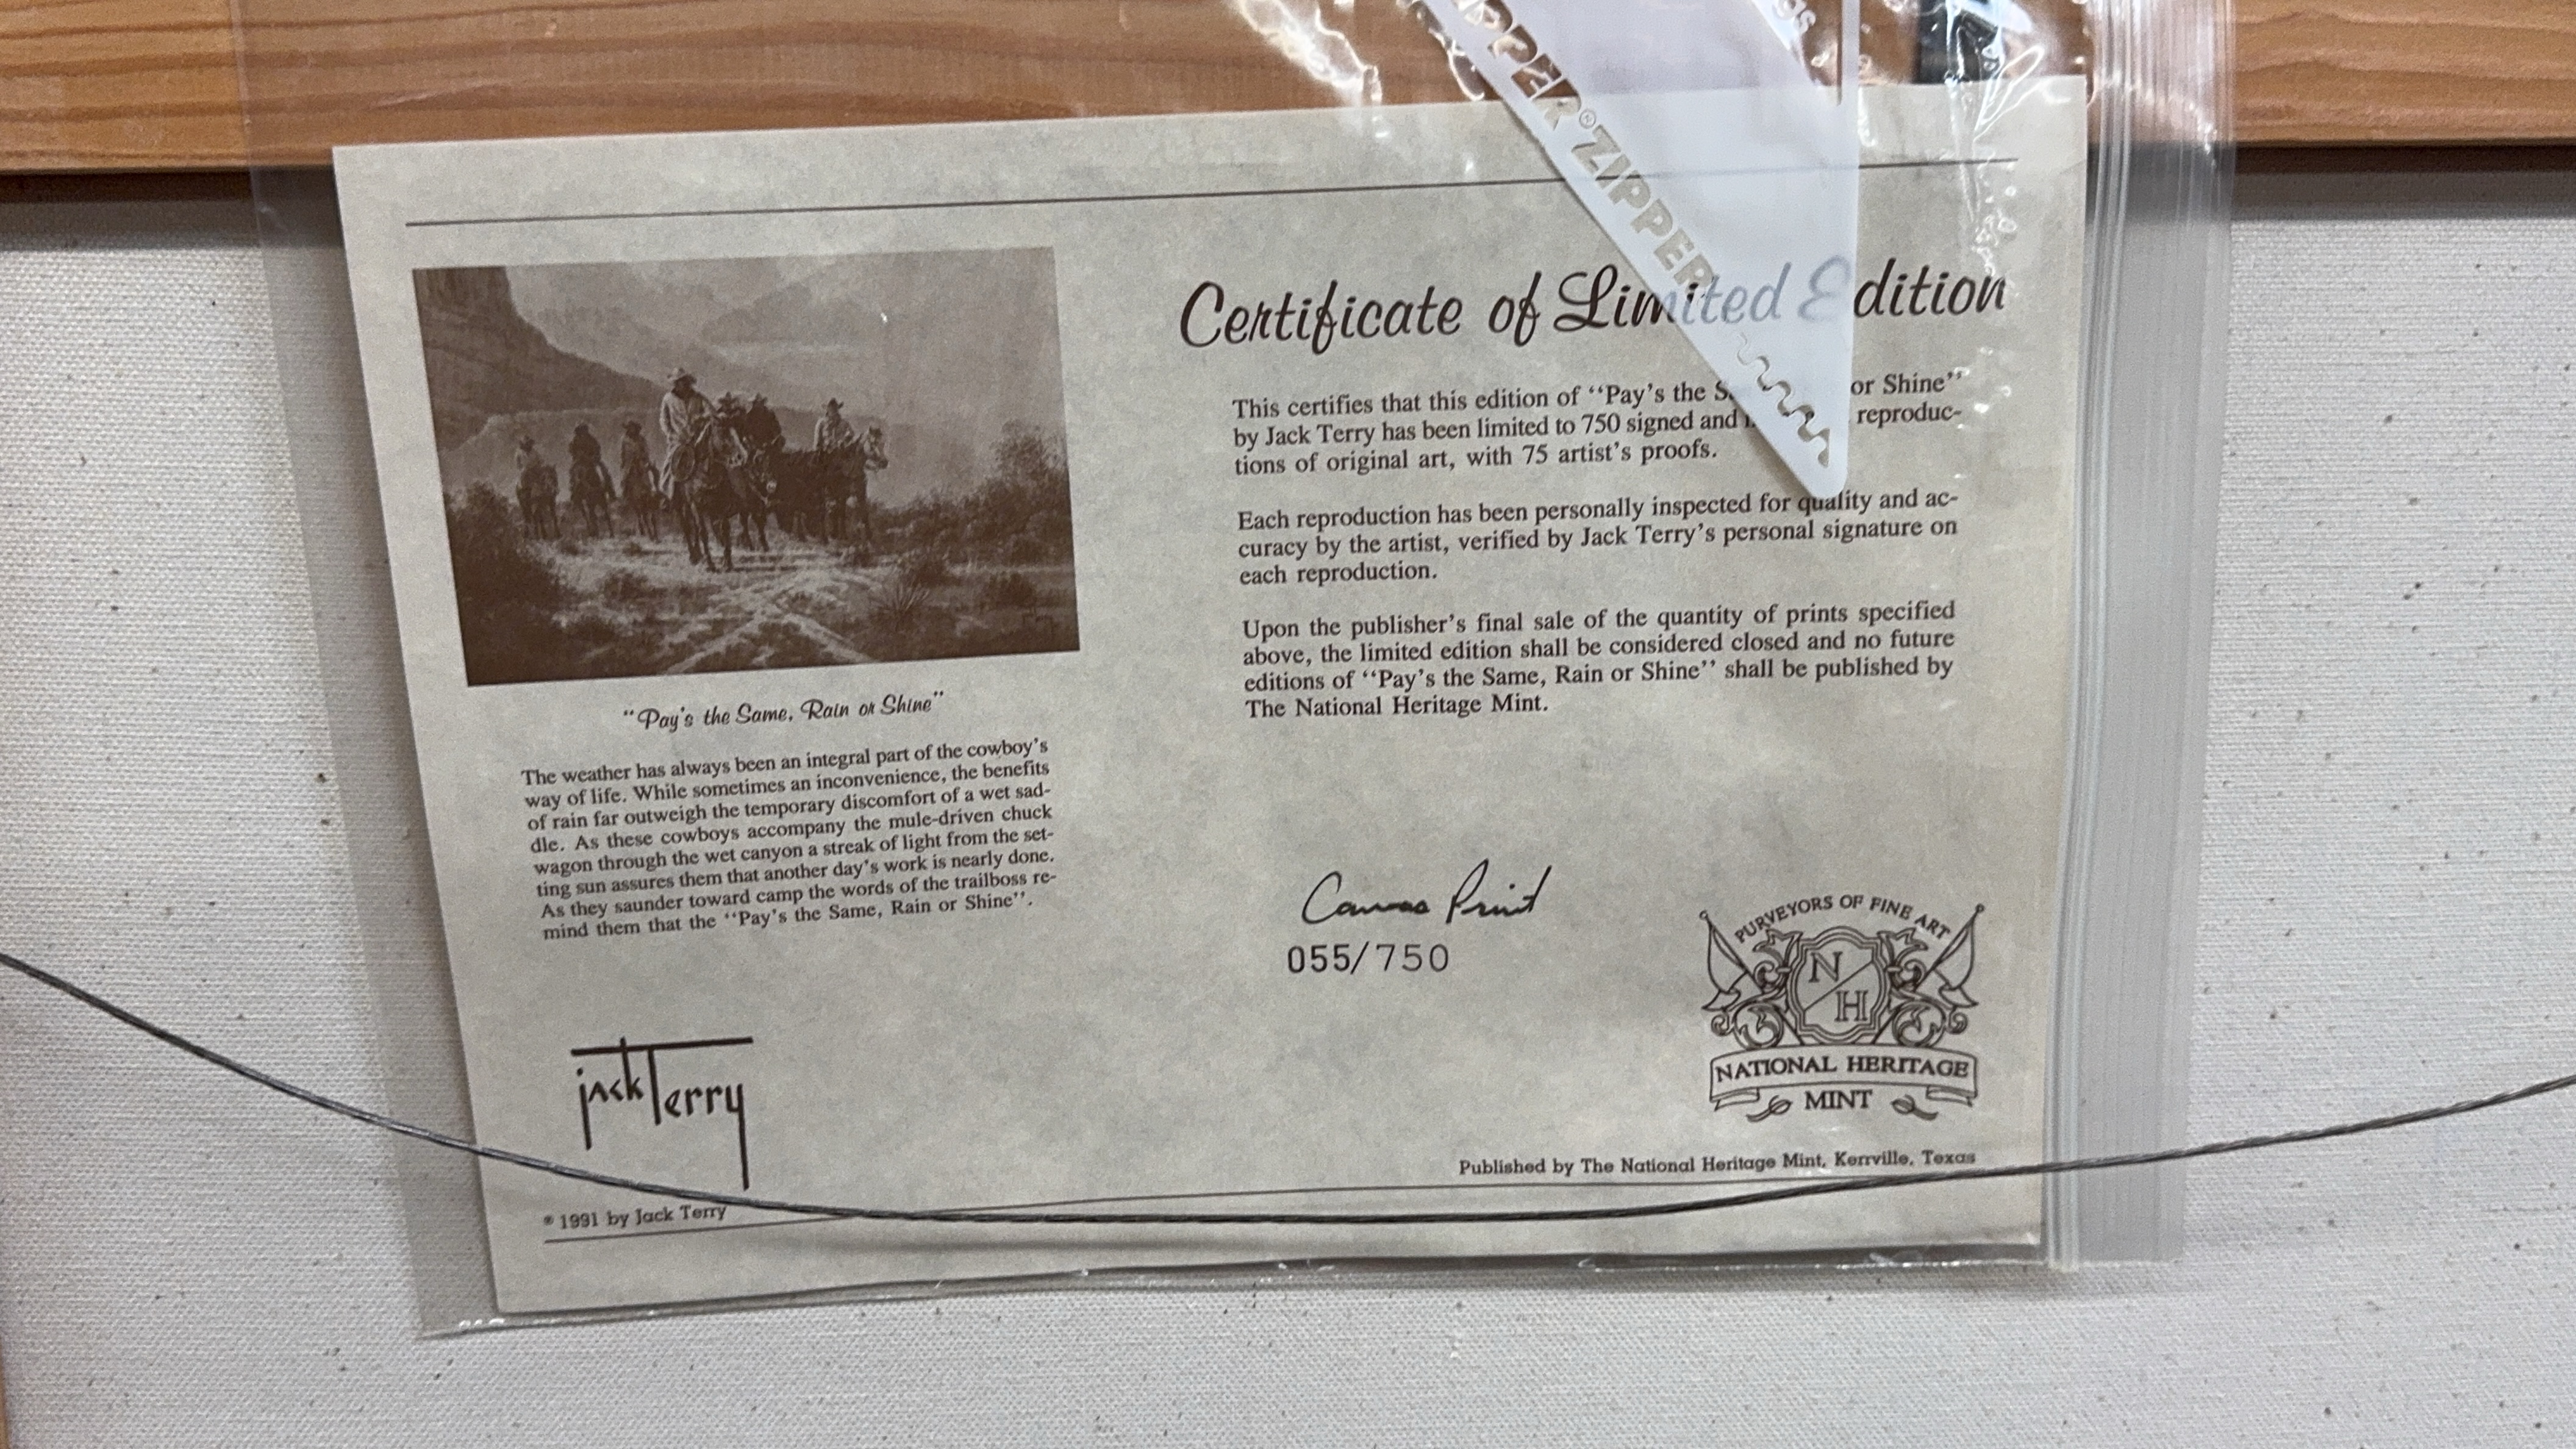 ZIPPER® ZIPPER
Certificate of Limited Edition
This certifies that this edition of “Pay's the or Shine”
by Jack Terry has been limited to 750 signed and reproduc-
tions of original art, with 75 artist's proofs.
Each reproduction has been personally inspected for quality and ac-
curacy by the artist, verified by Jack Terry's personal signature on
each reproduction.
Upon the publisher's final sale of the quantity of prints specified
above, the limited edition shall be considered closed and no future
editions of “Pay's the Same, Rain or Shine” shall be published by
The National Heritage Mint.
“Pay's the Same, Rain or Shine”
The weather has always been an integral part of the cowboy's
way of life. While sometimes an inconvenience, the benefits
of rain far outweigh the temporary discomfort of a wet sad-
dle. As these cowboys accompany the mule-driven chuck
wagon through the wet canyon a streak of light from the set-
ting sun assures them that another day's work is nearly done.
As they saunder toward camp the words of the trailboss re-
mind them that the “Pay's the Same, Rain or Shine”.
Canvas Print
055/750
jack Terry
PURVEYORS OF FINE ART
N
H
NATIONAL HERITAGE
MINT
Published by The National Heritage Mint, Kerrville, Texas
© 1991 by Jack Terry